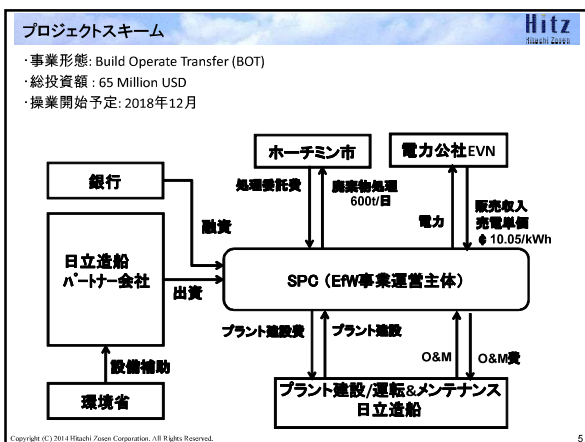 プロジェクトスキーム
Hitz
Hitachi Zosen
・事業形態: Build Operate Transfer (BOT)
・総投資額 : 65 Million USD
・操業開始予定: 2018年12月
ホーチミン市
電力公社EVN
銀行
処理委託費
廃棄物処理
600t/日
電力
販売収入
売電単価
¢ 10.05/kWh
融資
日立造船
パートナー会社
出資
SPC (EfW事業運営主体)
プラント建設費
プラント建設
O&M
O&M費
設備補助
環境省
プラント建設/運転&メンテナンス
日立造船
Copyright (C) 2014 Hitachi Zosen Corporation. All Rights Reserved.
5